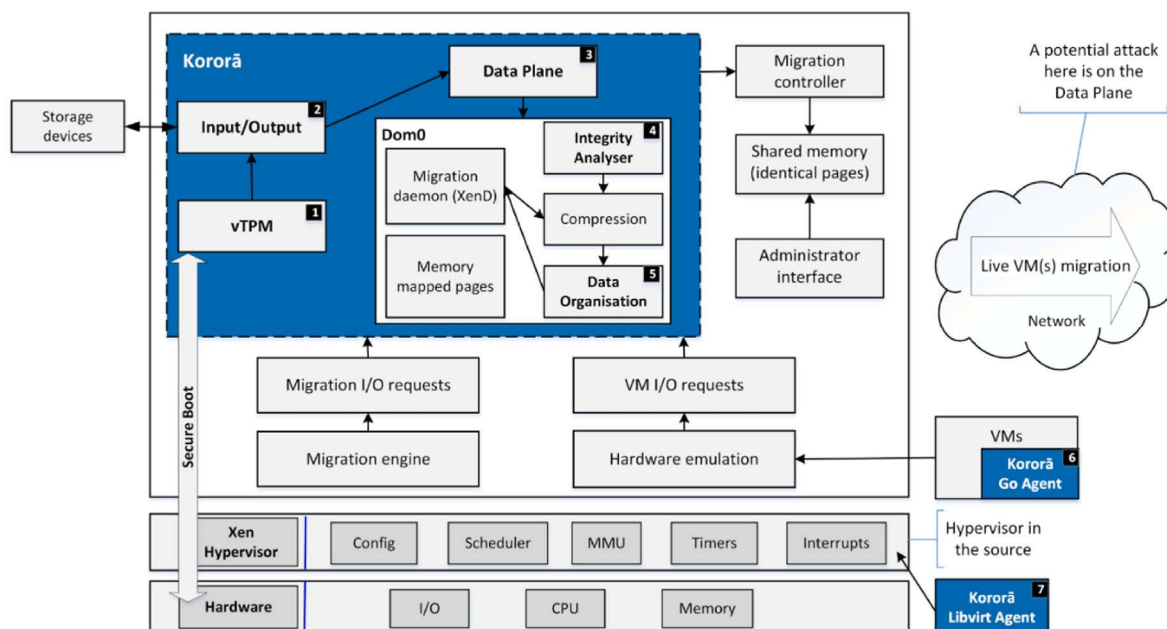 Kororā
Data Plane
3
Migration
controller
A potential attack
here is on the
Data Plane
Storage
devices
Input/Output
2
Dom0
Integrity
Analyser
4
Migration
daemon (XenD)
Compression
Shared memory
(identical pages)
vTPM
1
Memory
mapped pages
Data
Organisation
5
Administrator
interface
Live VM(s) migration
Network
Secure Boot
Migration I/O requests
VM I/O requests
Migration engine
Hardware emulation
VMs
Kororā
Go Agent
6
Xen
Hypervisor
Config
Scheduler
MMU
Timers
Interrupts
Hypervisor in
the source
Hardware
I/O
CPU
Memory
Kororā
Libvirt Agent
7